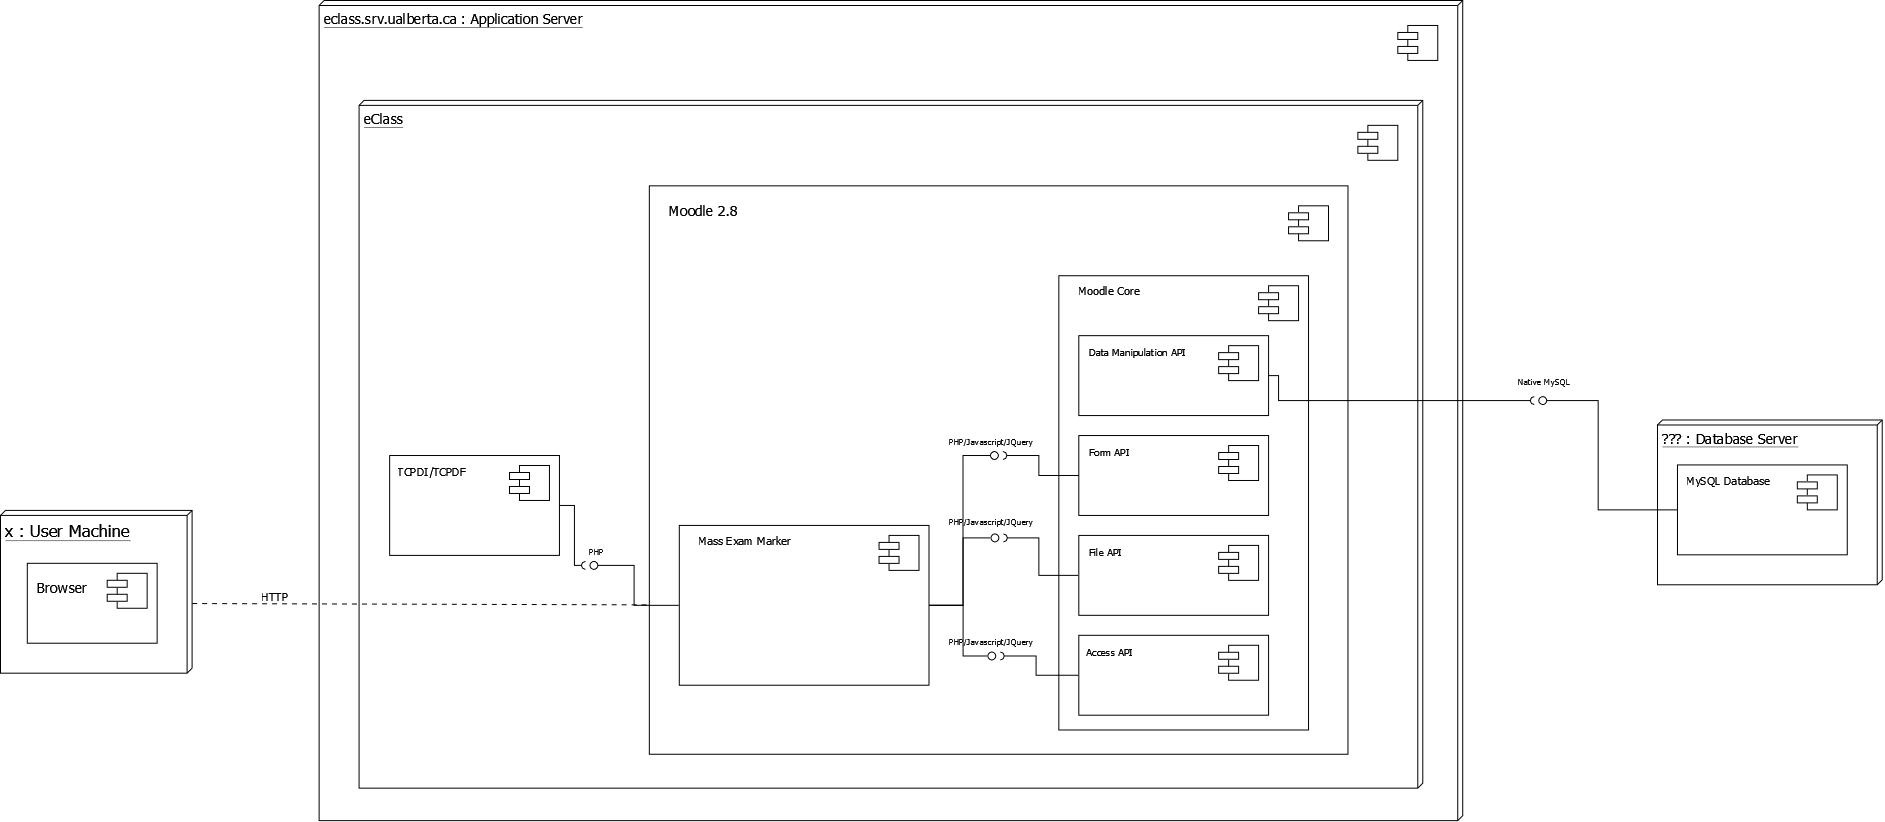 eclass.srv.ualberta.ca : Application Server
eClass
Moodle 2.8
Moodle Core
Data Manipulation API
Native MySQL
??? : Database Server
MySQL Database
PHP/Javascript/JQuery
Form API
TCPDI/TCPDF
PHP/Javascript/JQuery
x : User Machine
Mass Exam Marker
PHP
File API
Browser
HTTP
PHP/Javascript/JQuery
Access API